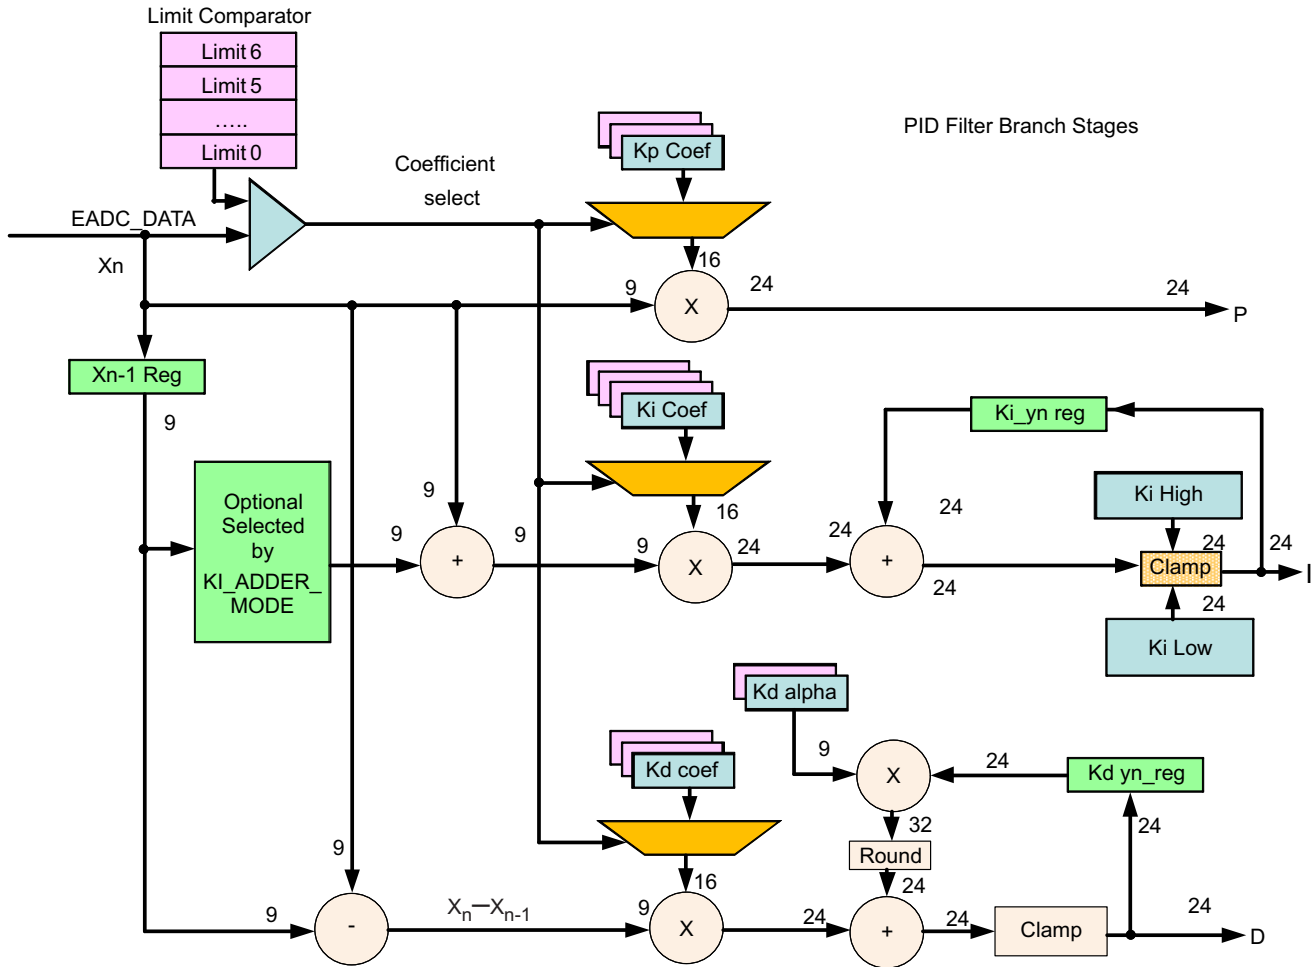 Limit Comparator
Limit 6
Limit 5
.....
Limit 0
PID Filter Branch Stages
Kp Coef
Coefficient
select
EADC_DATA
Xn
16
9
24
24
X
P
Xn-1 Reg
9
Ki Coef
Ki_yn reg
Optional
Selected
by
KI_ADDER_
MODE
9
9
+
9
16
9
X
24
24
24
+
24
Ki High
24
24
Clamp
I
24
Ki Low
Kd alpha
9
X
24
Kd yn_reg
Kd coef
32
24
Round
9
16
24
9
-
Xn—Xn-1
9
X
24
+
24
Clamp
24
D